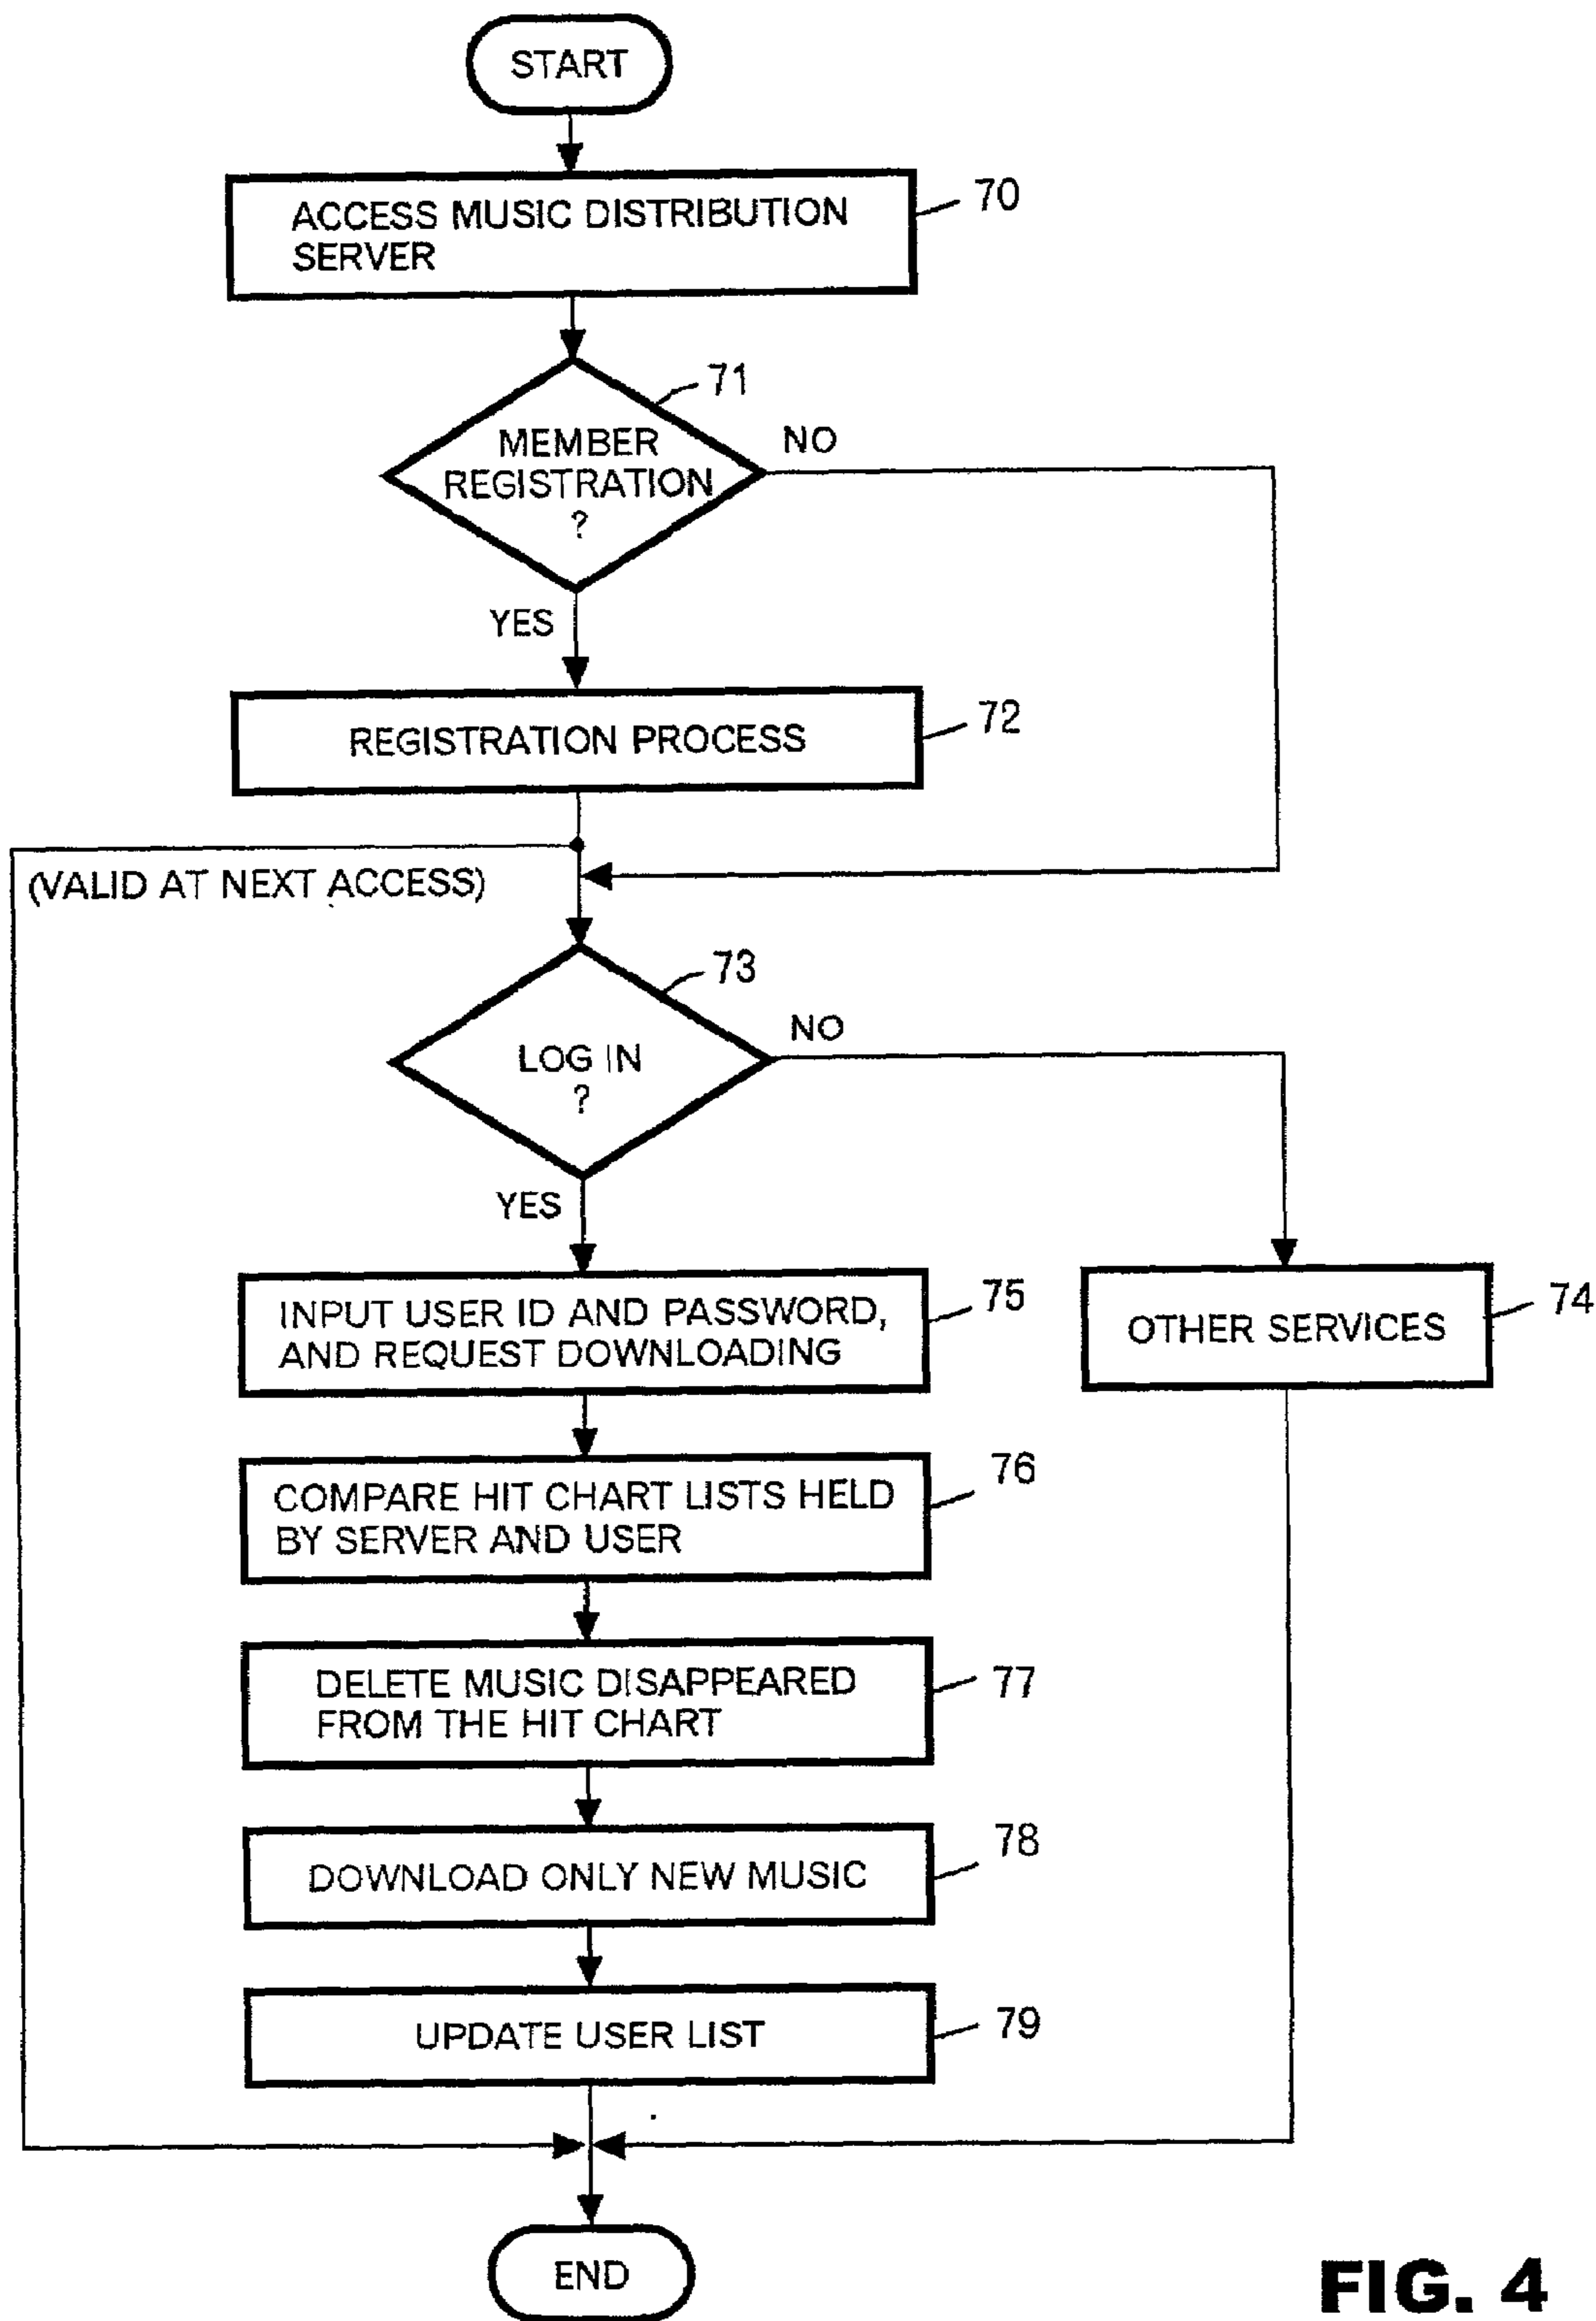 START
ACCESS MUSIC DISTRIBUTION
SERVER
70
71
MEMBER
REGISTRATION
?
NO
YES
REGISTRATION PROCESS
72
(VALID AT NEXT ACCESS)
73
LOG IN
?
NO
YES
INPUT USER ID AND PASSWORD,
AND REQUEST DOWNLOADING
75
OTHER SERVICES
74
COMPARE HIT CHART LISTS HELD
BY SERVER AND USER
76
DELETE MUSIC DISAPPEARED
FROM THE HIT CHART
77
DOWNLOAD ONLY NEW MUSIC
78
UPDATE USER LIST
79
END
FIG. 4